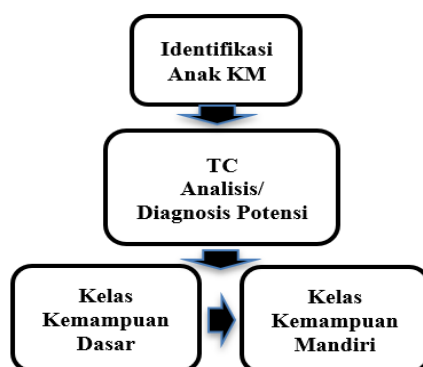 Identifikasi
Anak KM
TC
Analisis/
Diagnosis Potensi
Kelas
Kemampuan
Dasar
Kelas
Kemampuan
Mandiri